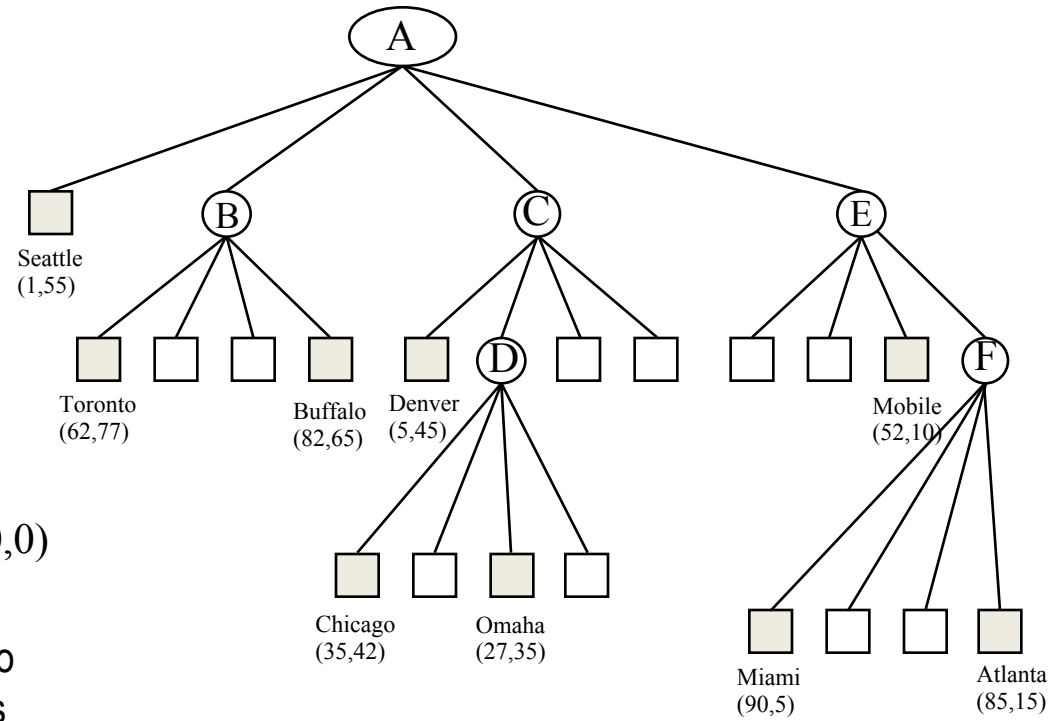 A
B
C
E
Seattle
(1,55)
D
F
Toronto
(62,77)
Buffalo
(82,65)
Denver
(5,45)
Mobile
(52,10)
,0)
Chicago
(35,42)
Omaha
(27,35)
o
s
Miami
(90,5)
Atlanta
(85,15)